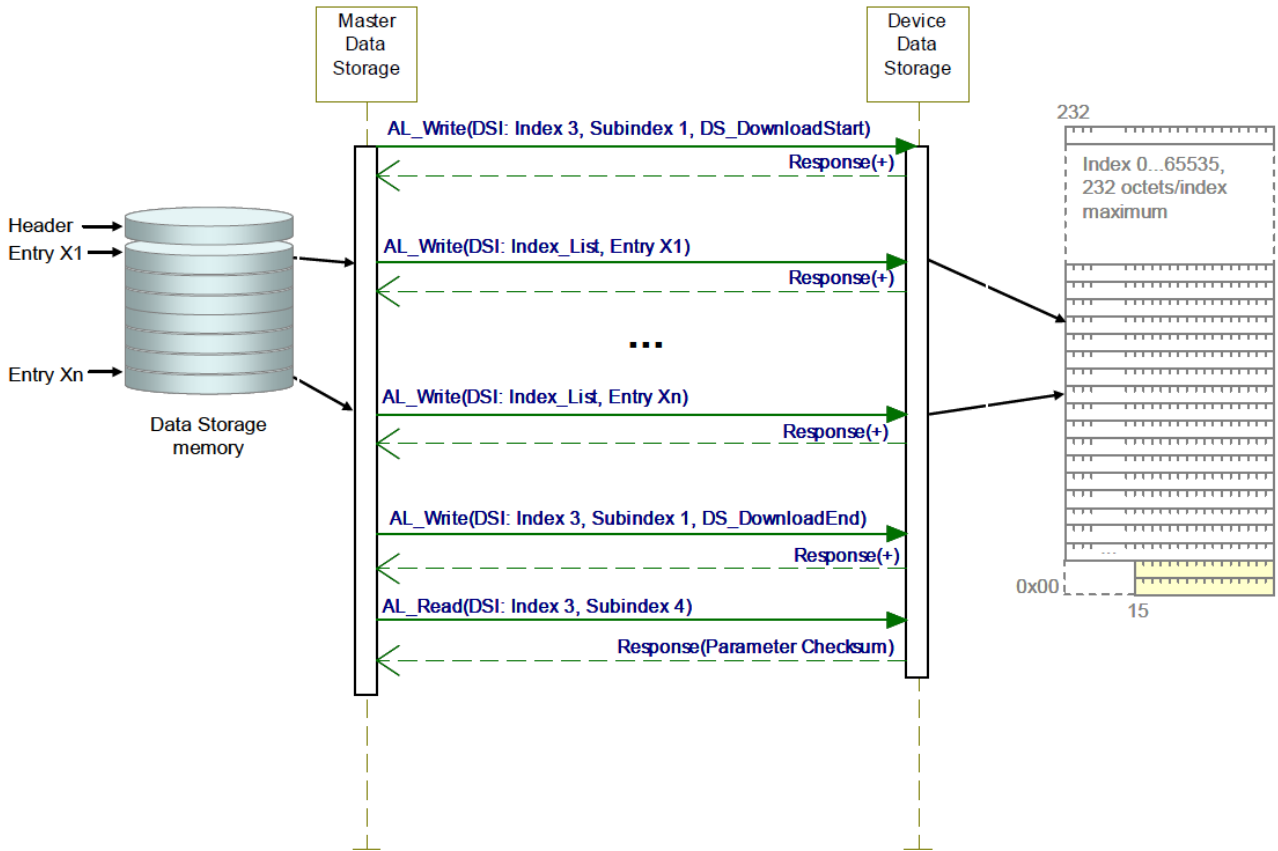 Master
Data
Storage
Device
Data
Storage
232
AL_Write(DSI: Index 3, Subindex 1, DS_DownloadStart)
Response(+)
Index 0...65535,
232 octets/index
maximum
Header
Entry X1
AL_Write(DSI: Index_List, Entry X1)
Response(+)
...
Entry Xn
AL_Write(DSI: Index_List, Entry Xn)
Response(+)
Data Storage
memory
AL_Write(DSI: Index 3, Subindex 1, DS_DownloadEnd)
Response(+)
...
0x00
15
AL_Read(DSI: Index 3, Subindex 4)
Response(Parameter Checksum)